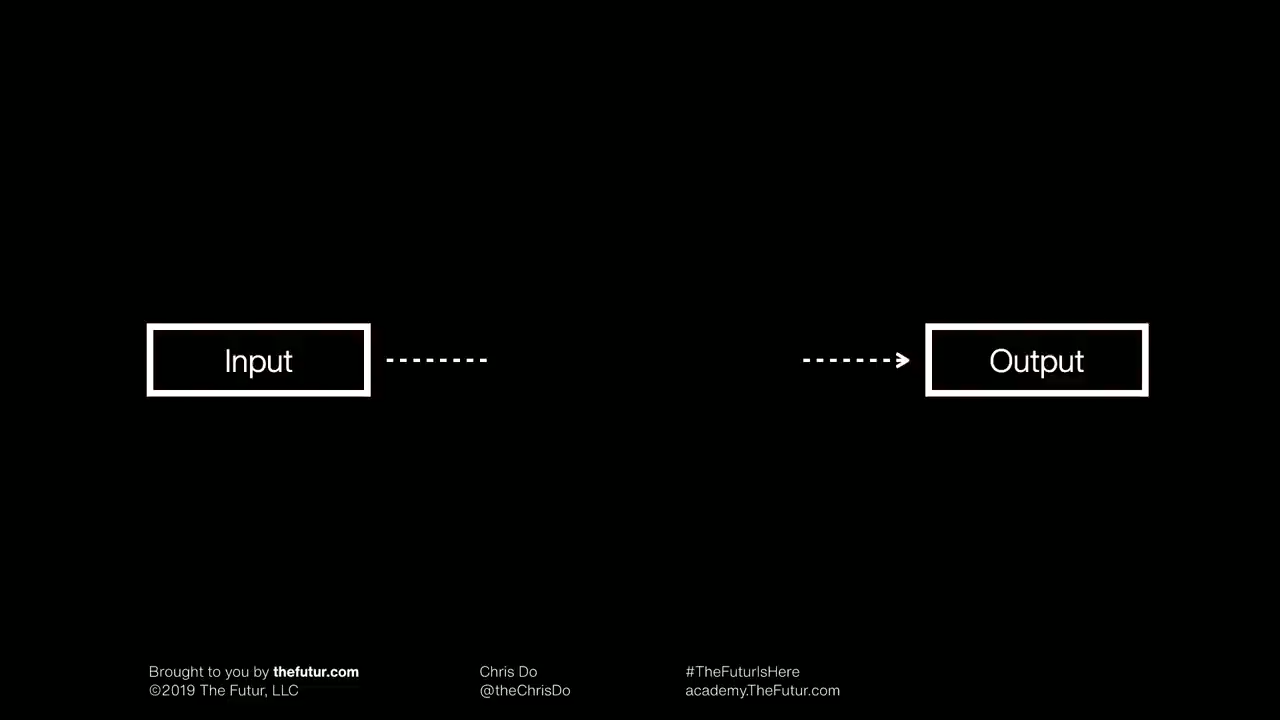 Input
Output
Brought to you by thefutur.com
©2019 The Futur, LLC
Chris Do
@theChrisDo
#TheFuturIsHere
academy.TheFutur.com